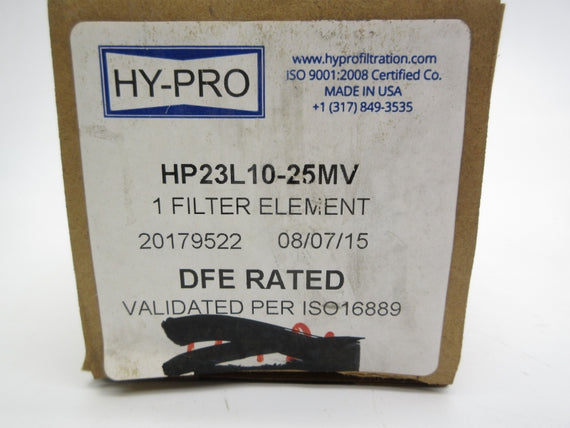 HY-PRO
www.hyprofiltration.com
ISO 9001:2008 Certified Co.
MADE IN USA
+1 (317) 849-3535
HP23L10-25MV
1 FILTER ELEMENT
20179522 08/07/15
DFE RATED
VALIDATED PER ISO16889